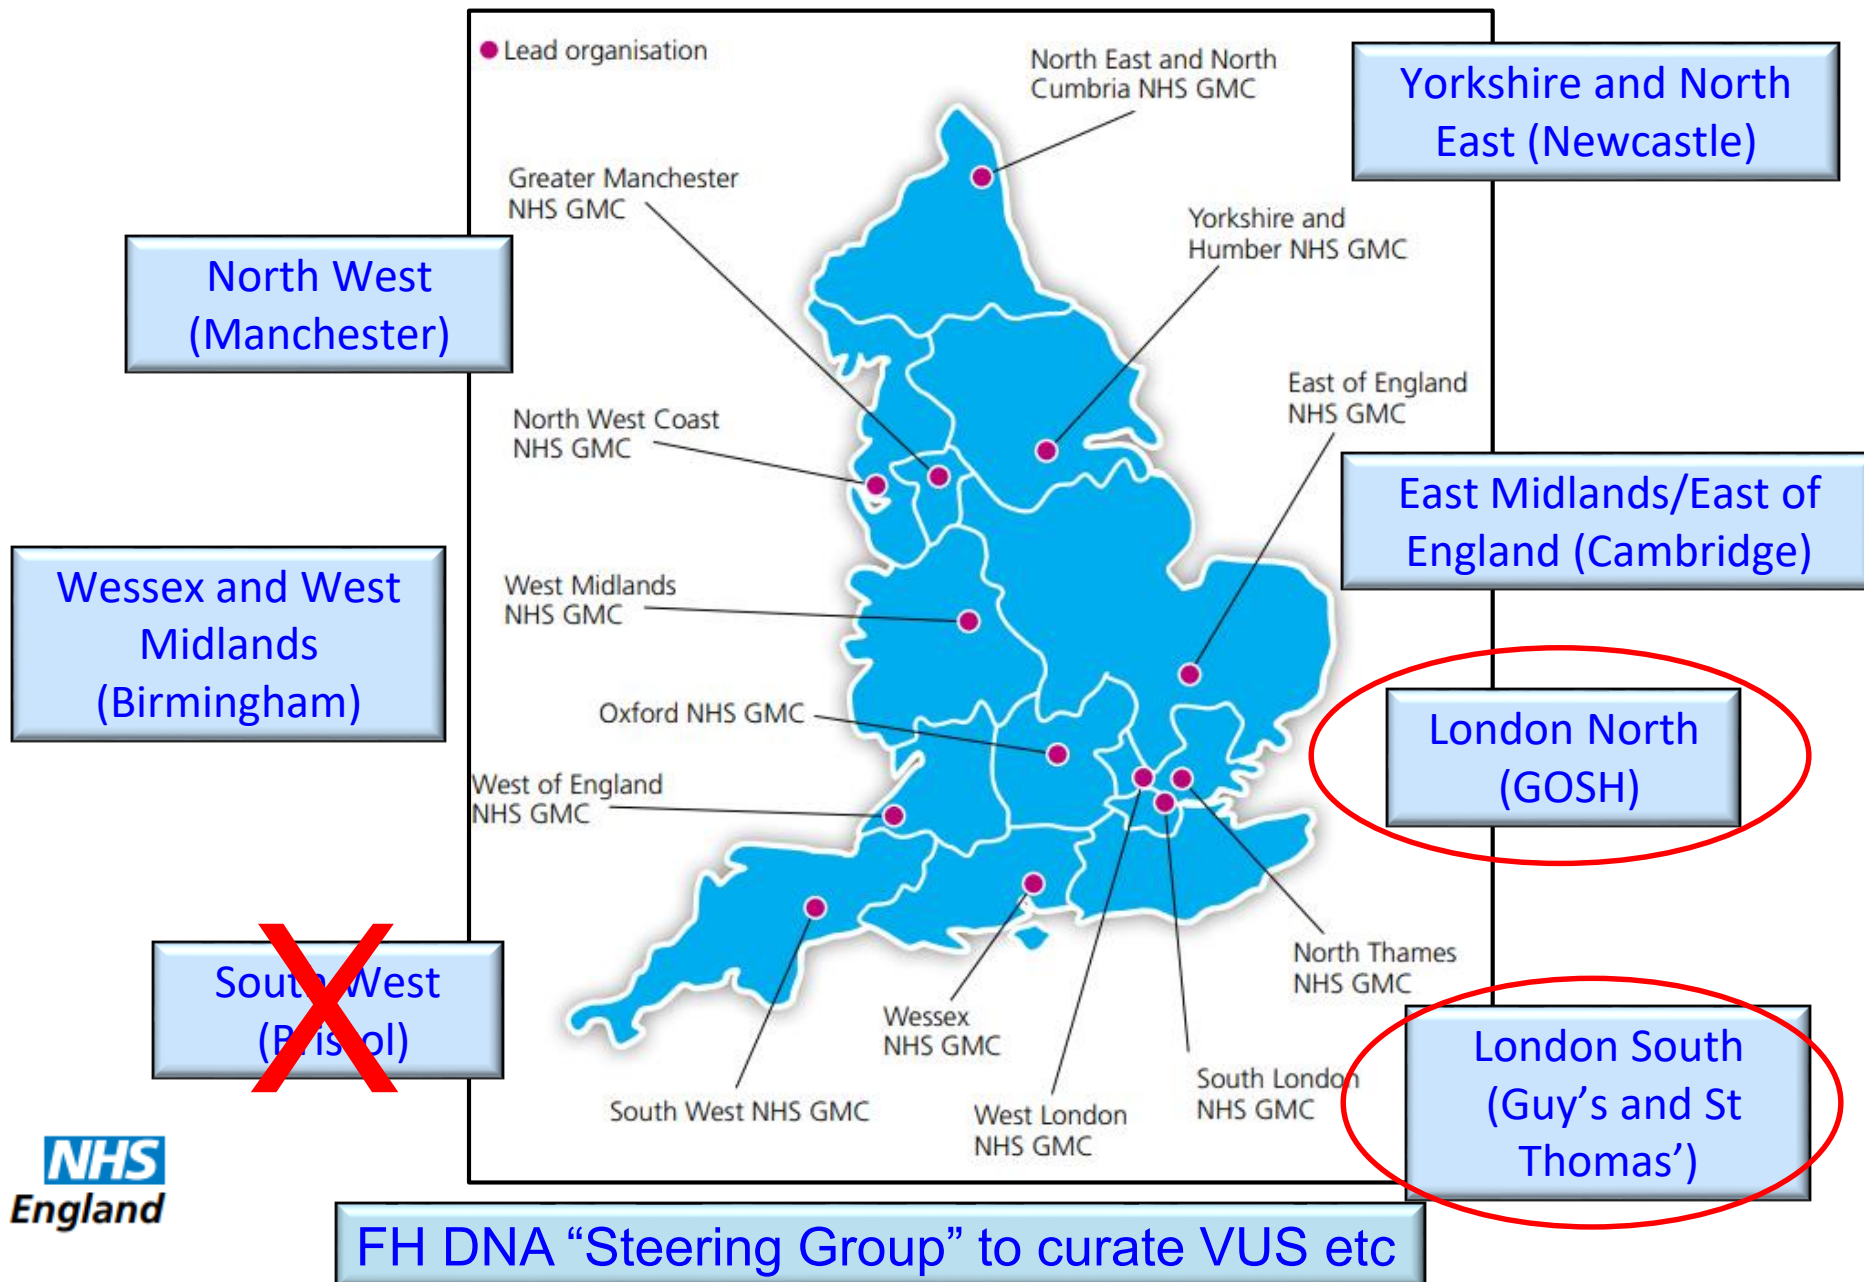 Lead organisation
North East and North
Cumbria NHS GMC
Yorkshire and North
East (Newcastle)
Greater Manchester
NHS GMC
Yorkshire and
Humber NHS GMC
North West
(Manchester)
East of England
NHS GMC
North West Coast
NHS GMC
East Midlands/East of
England (Cambridge)
Wessex and West
Midlands
(Birmingham)
West Midlands
NHS GMC
Oxford NHS GMC
London North
(GOSH)
West of England
NHS GMC
South West
(Bristol)
X
North Thames
NHS GMC
Wessex
NHS GMC
South London
NHS GMC
South West NHS GMC
West London
NHS GMC
London South
(Guy’s and St
Thomas’)
NHS
England
FH DNA “Steering Group” to curate VUS etc